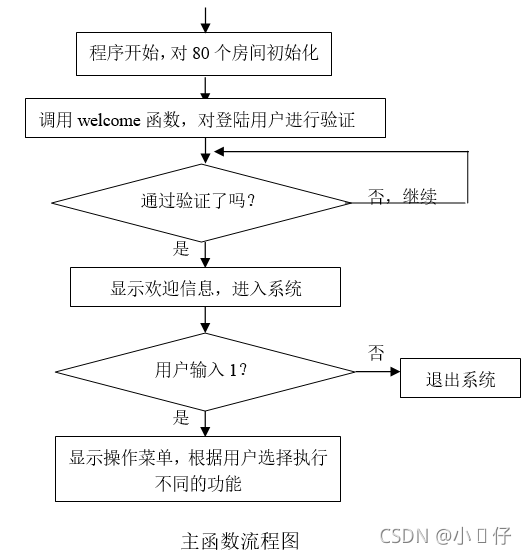 程序开始，对 80 个房间初始化
调用 welcome 函数，对登陆用户进行验证
通过验证了吗？
否，继续
是
显示欢迎信息，进入系统
用户输入 1？
否
退出系统
是
显示操作菜单，根据用户选择执行
不同的功能
主函数流程图
CSDN @小▯仔